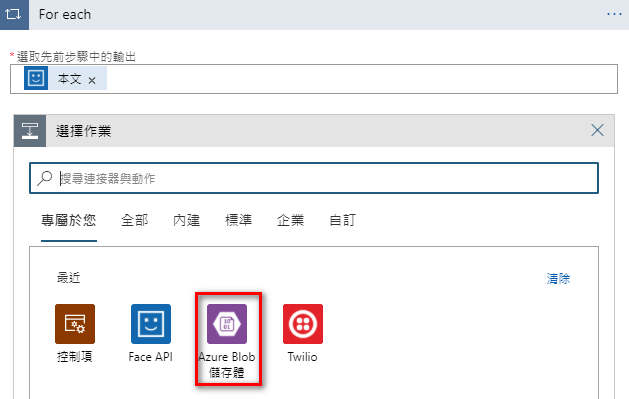 For each
...
*選取先前步驟中的輸出
本文 ×
選擇作業
搜尋連接器與動作
專屬於您 全部 內建 標準 企業 自訂
最近 清除
控制項 Face API Azure Blob 儲存體 Twilio